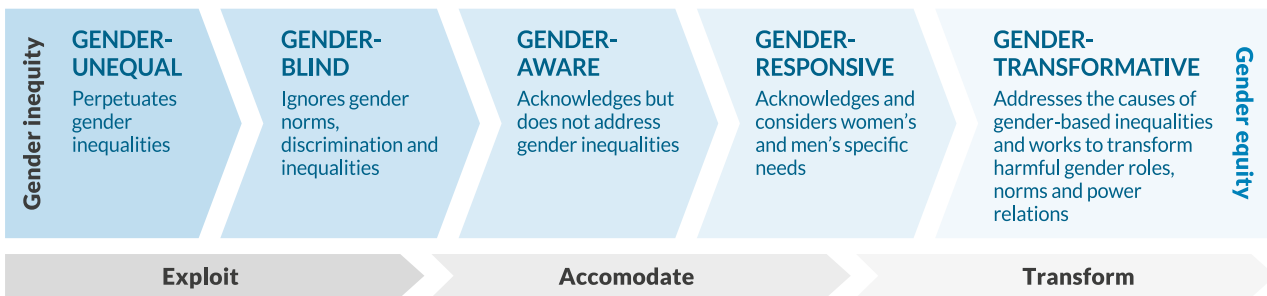 Gender inequity
GENDER-
UNEQUAL
Perpetuates
gender
inequalities
GENDER-
BLIND
Ignores gender
norms,
discrimination and
inequalities
GENDER-
AWARE
Acknowledges but
does not address
gender inequalities
GENDER-
RESPONSIVE
Acknowledges and
considers women’s
and men’s specific
needs
GENDER-
TRANSFORMATIVE
Addresses the causes of
gender-based inequalities
and works to transform
harmful gender roles,
norms and power
relations
Gender equity
Exploit
Accomodate
Transform